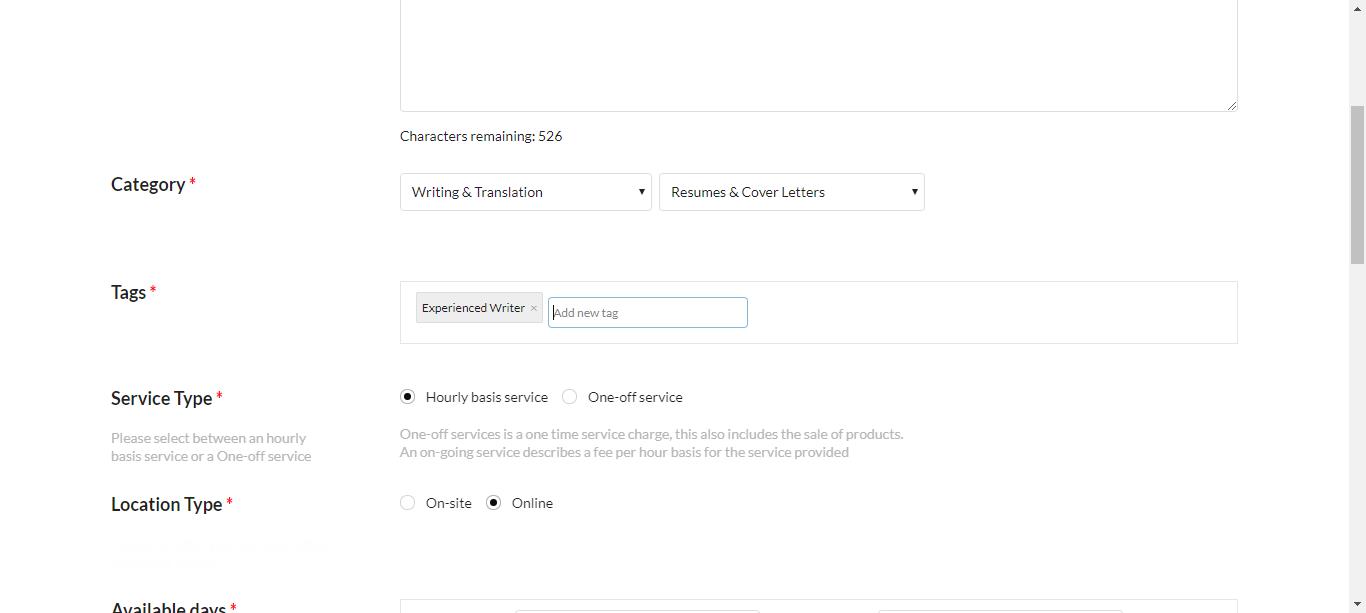 Characters remaining: 526
Category *
Writing & Translation
Resumes & Cover Letters
Tags *
Experienced Writer ×
Add new tag
Service Type *
Hourly basis service
One-off service
Please select between an hourly
basis service or a One-off service
One-off services is a one time service charge, this also includes the sale of products.
An on-going service describes a fee per hour basis for the service provided
Location Type *
On-site
Online
Available days *